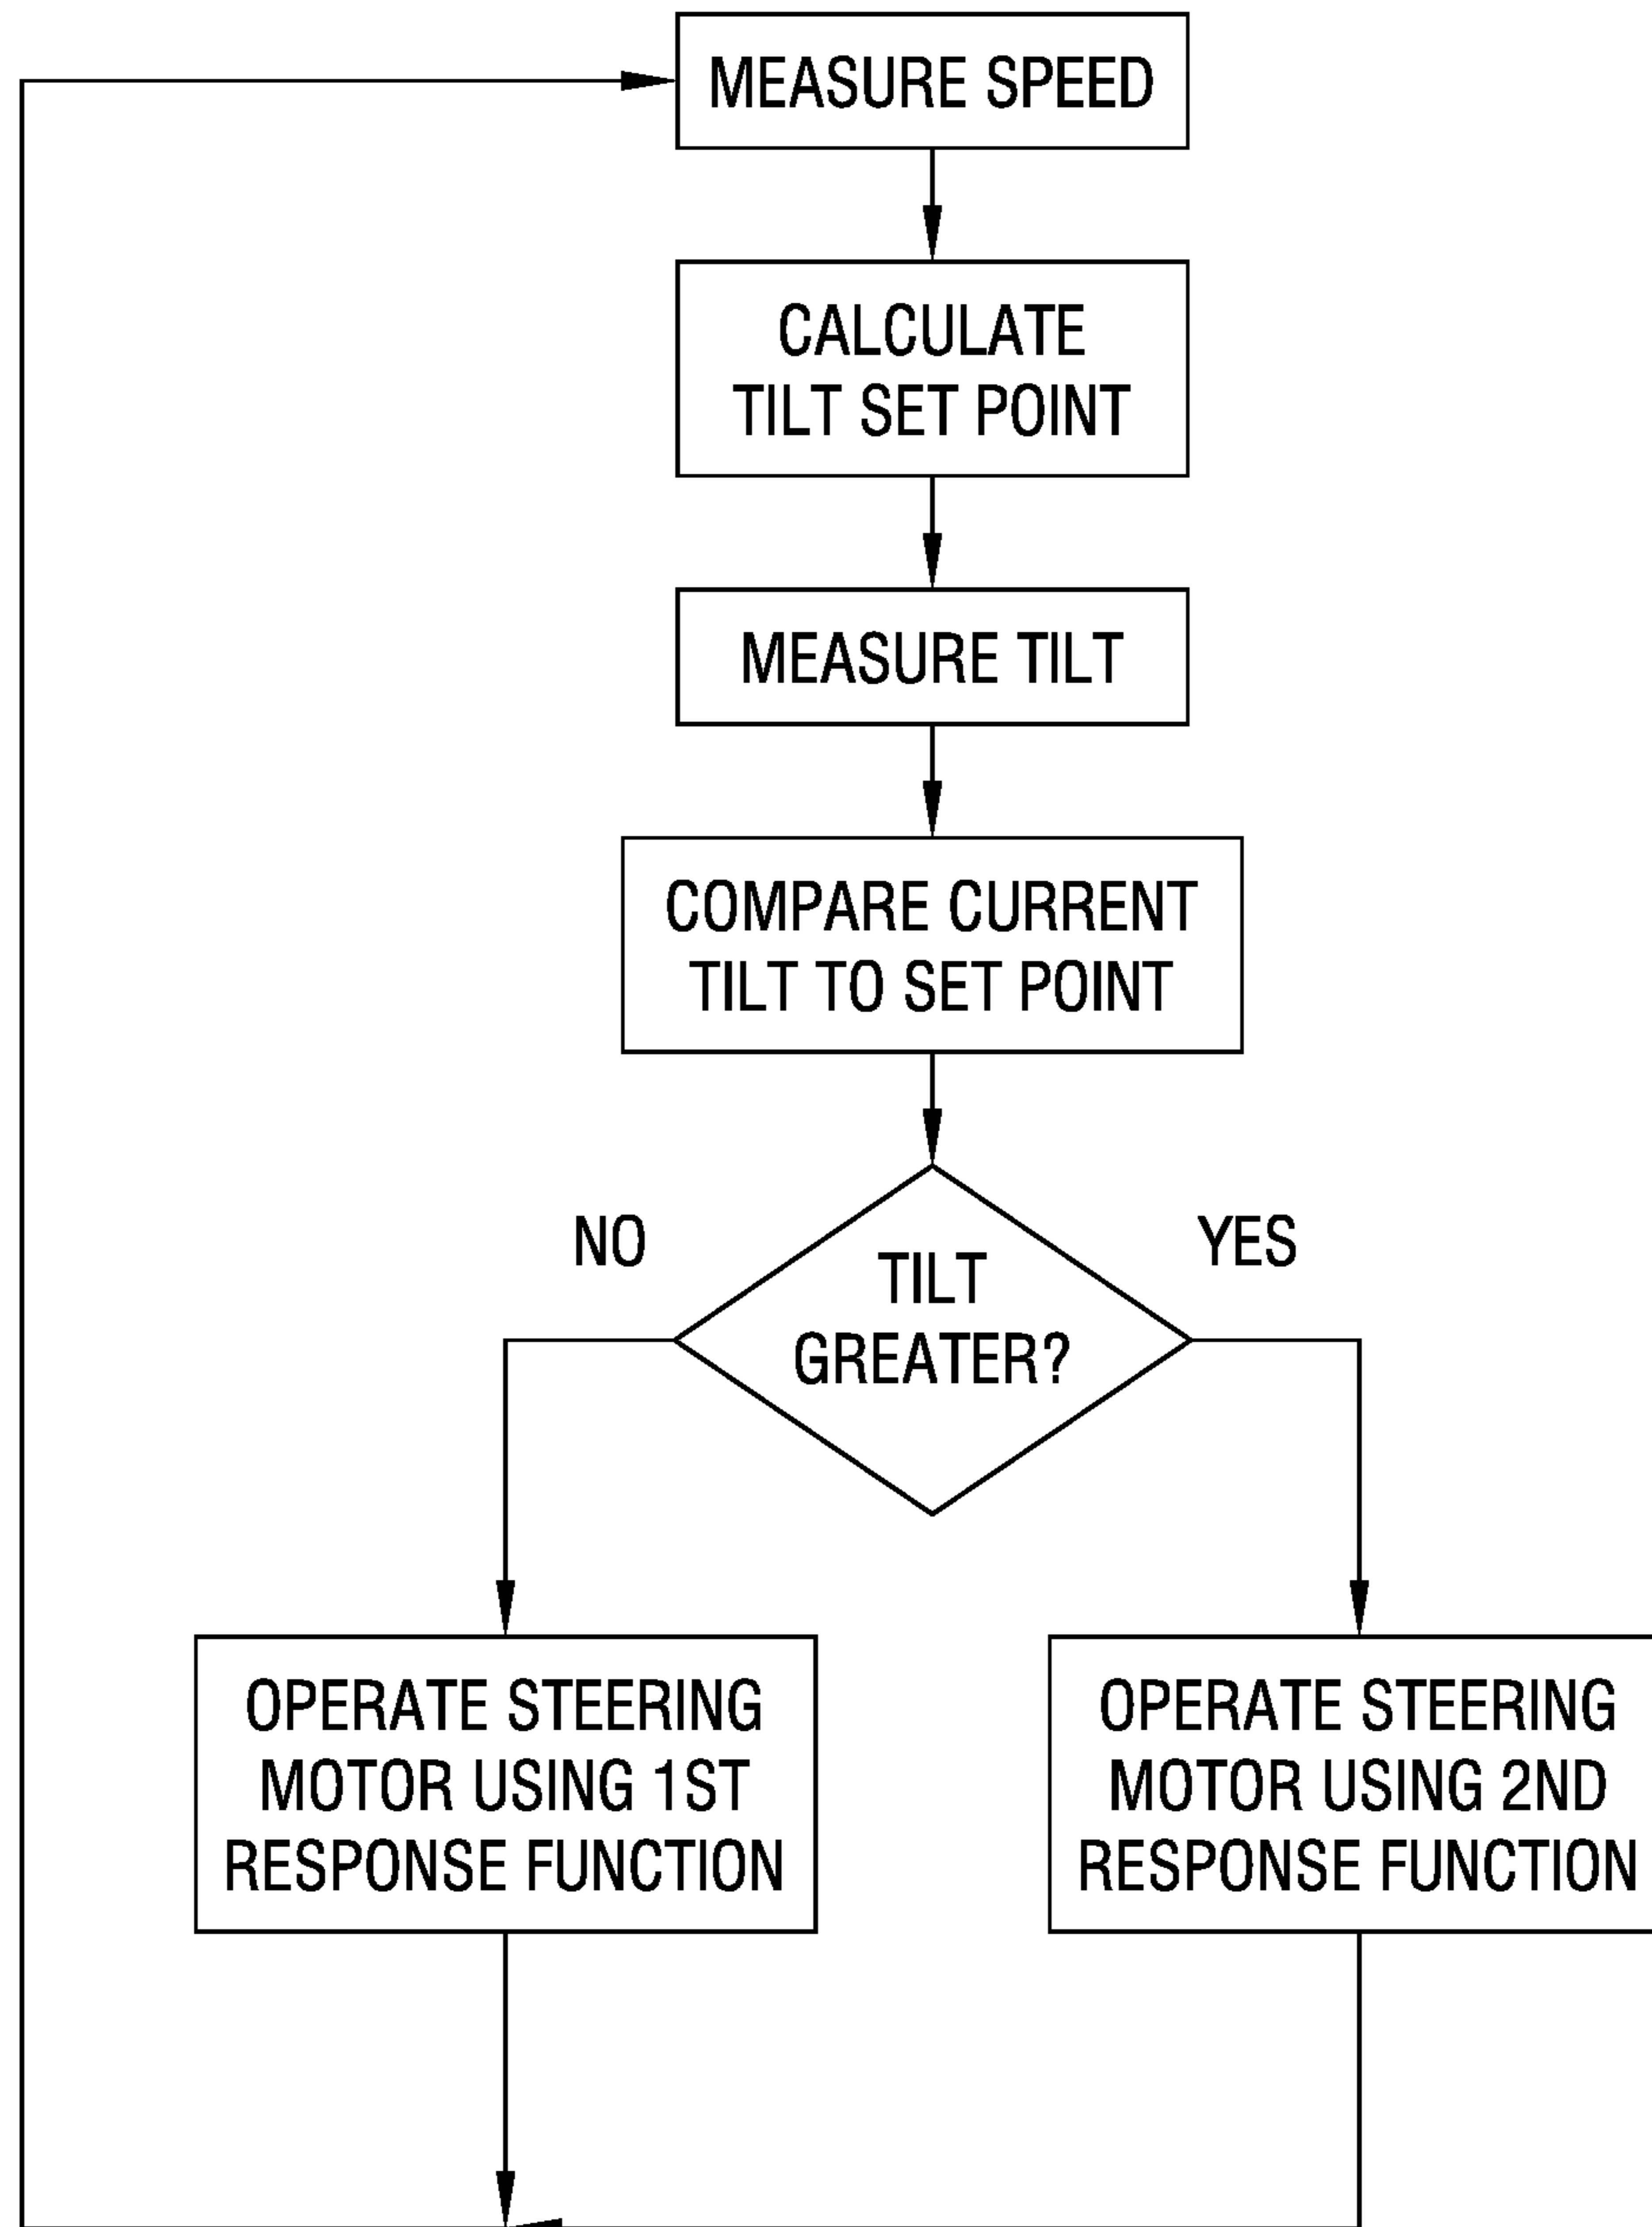 MEASURE SPEED
CALCULATE
TILT SET POINT
MEASURE TILT
COMPARE CURRENT
TILT TO SET POINT
NO
YES
TILT
GREATER?
OPERATE STEERING
MOTOR USING 1ST
RESPONSE FUNCTION
OPERATE STEERING
MOTOR USING 2ND
RESPONSE FUNCTION